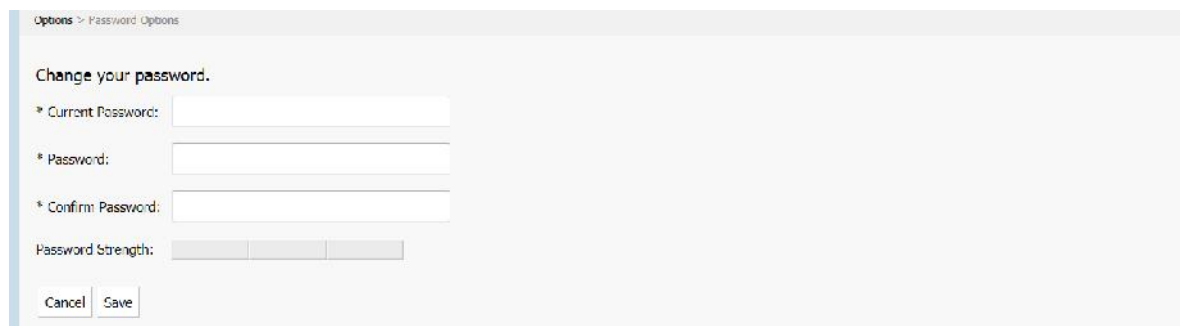 Options > Password Options
Change your password.
* Current Password:
* Password:
* Confirm Password:
Password Strength:
Cancel Save